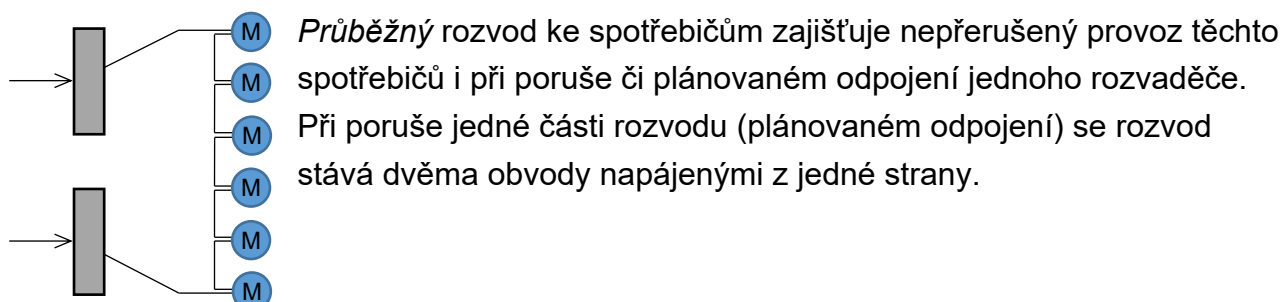 M Průběžný rozvod ke spotřebičům zajišťuje nepřerušený provoz těchto
M spotřebičů i při poruše či plánovaném odpojení jednoho rozvaděče.
M Při poruše jedné části rozvodu (plánovaném odpojení) se rozvod
M stává dvěma obvody napájenými z jedné strany.
M
M